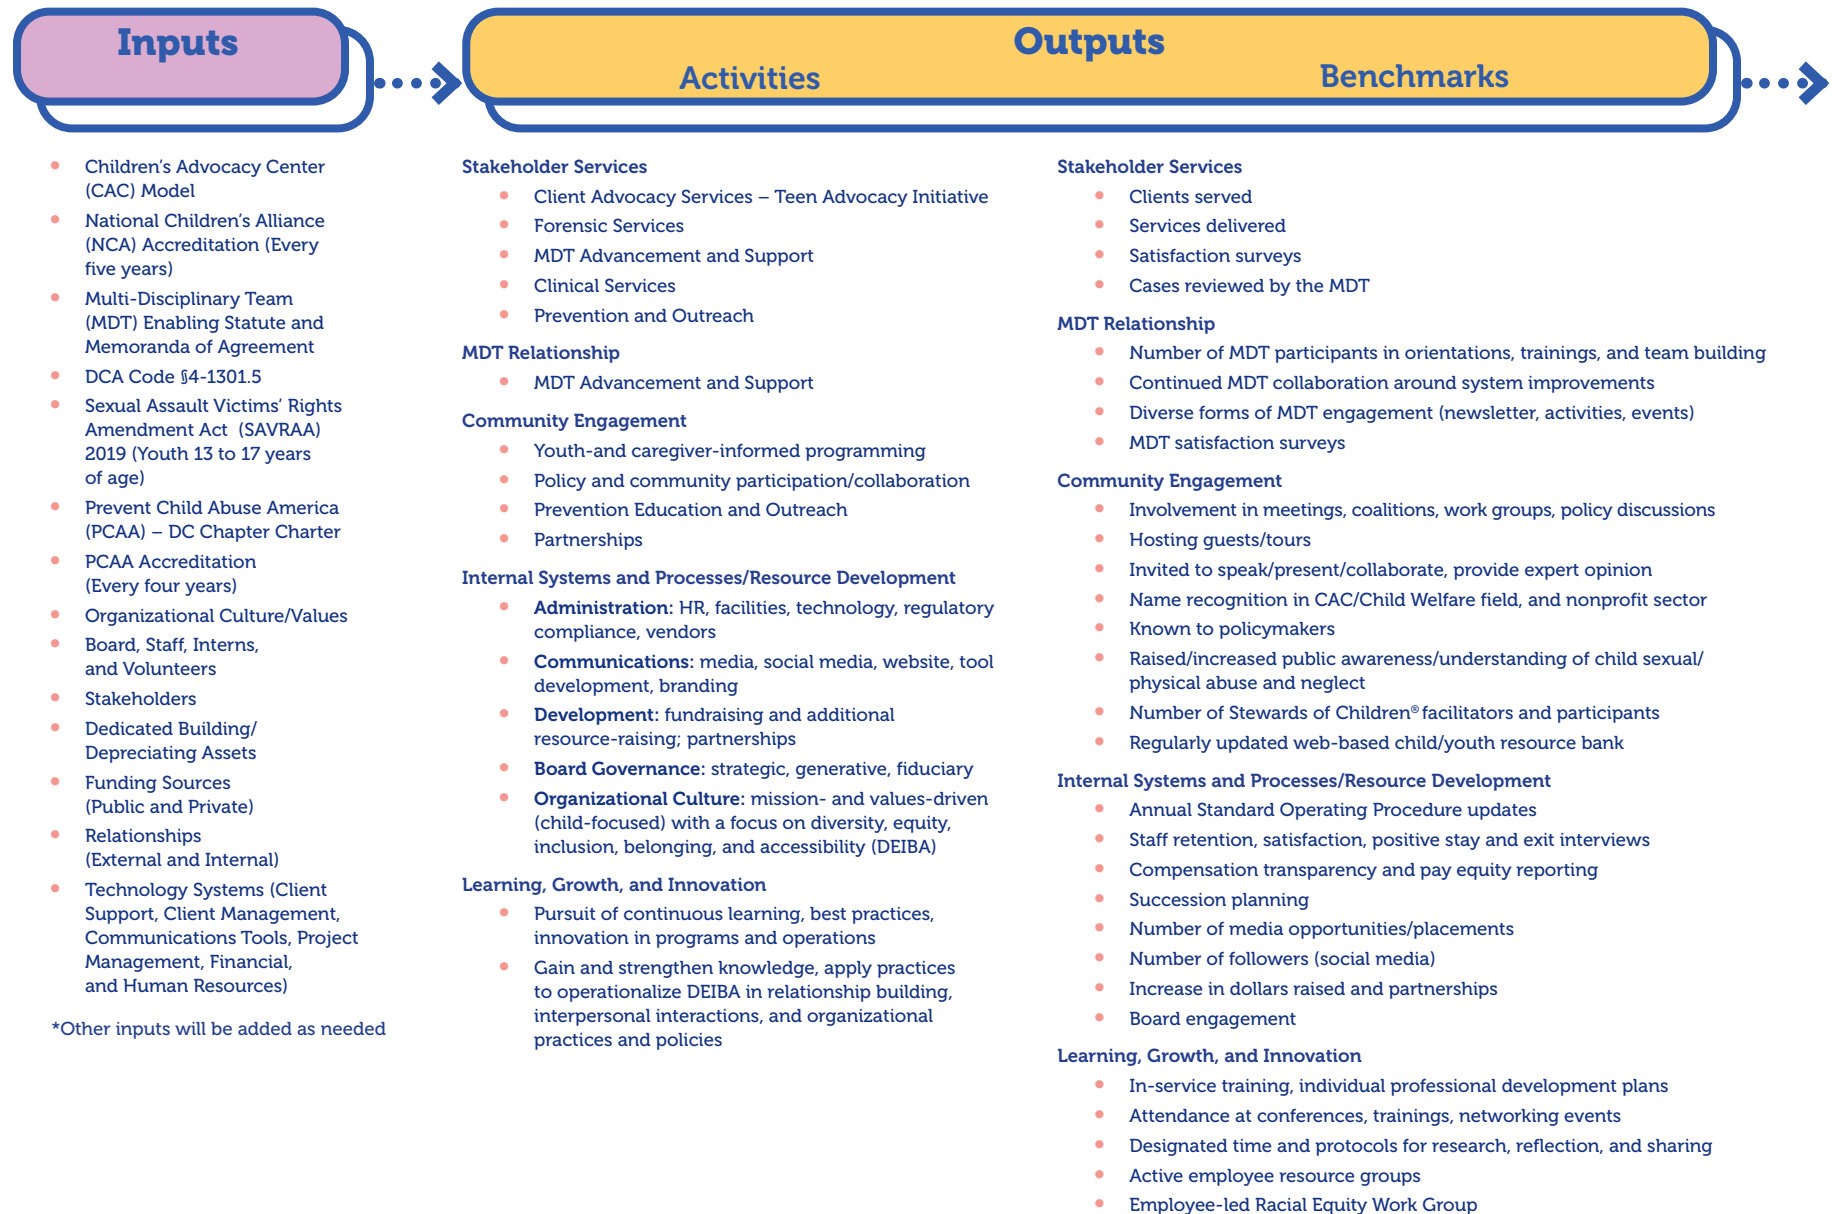 Inputs
Outputs
Activities
Benchmarks
• Children’s Advocacy Center
(CAC) Model
• National Children’s Alliance
(NCA) Accreditation (Every
five years)
• Multi-Disciplinary Team
(MDT) Enabling Statute and
Memoranda of Agreement
• DCA Code §4-1301.5
• Sexual Assault Victims’ Rights
Amendment Act  (SAVRAA)
2019 (Youth 13 to 17 years
of age)
• Prevent Child Abuse America
(PCAA) – DC Chapter Charter
• PCAA Accreditation
(Every four years)
• Organizational Culture/Values
• Board, Staff, Interns,
and Volunteers
• Stakeholders
• Dedicated Building/
Depreciating Assets
• Funding Sources
(Public and Private)
• Relationships
(External and Internal)
• Technology Systems (Client
Support, Client Management,
Communications Tools, Project
Management, Financial,
and Human Resources)
*Other inputs will be added as needed
Stakeholder Services
• Client Advocacy Services – Teen Advocacy Initiative
• Forensic Services
• MDT Advancement and Support
• Clinical Services
• Prevention and Outreach
MDT Relationship
• MDT Advancement and Support
Community Engagement
• Youth-and caregiver-informed programming
• Policy and community participation/collaboration
• Prevention Education and Outreach
• Partnerships
Internal Systems and Processes/Resource Development
• Administration: HR, facilities, technology, regulatory
compliance, vendors
• Communications: media, social media, website, tool
development, branding
• Development: fundraising and additional
resource-raising; partnerships
• Board Governance: strategic, generative, fiduciary
• Organizational Culture: mission- and values-driven
(child-focused) with a focus on diversity, equity,
inclusion, belonging, and accessibility (DEIBA)
Learning, Growth, and Innovation
• Pursuit of continuous learning, best practices,
innovation in programs and operations
• Gain and strengthen knowledge, apply practices
to operationalize DEIBA in relationship building,
interpersonal interactions, and organizational
practices and policies
Stakeholder Services
• Clients served
• Services delivered
• Satisfaction surveys
• Cases reviewed by the MDT
MDT Relationship
• Number of MDT participants in orientations, trainings, and team building
• Continued MDT collaboration around system improvements
• Diverse forms of MDT engagement (newsletter, activities, events)
• MDT satisfaction surveys
Community Engagement
• Involvement in meetings, coalitions, work groups, policy discussions
• Hosting guests/tours
• Invited to speak/present/collaborate, provide expert opinion
• Name recognition in CAC/Child Welfare field, and nonprofit sector
• Known to policymakers
• Raised/increased public awareness/understanding of child sexual/
physical abuse and neglect
• Number of Stewards of Children® facilitators and participants
• Regularly updated web-based child/youth resource bank
Internal Systems and Processes/Resource Development
• Annual Standard Operating Procedure updates
• Staff retention, satisfaction, positive stay and exit interviews
• Compensation transparency and pay equity reporting
• Succession planning
• Number of media opportunities/placements
• Number of followers (social media)
• Increase in dollars raised and partnerships
• Board engagement
Learning, Growth, and Innovation
• In-service training, individual professional development plans
• Attendance at conferences, trainings, networking events
• Designated time and protocols for research, reflection, and sharing
• Active employee resource groups
• Employee-led Racial Equity Work Group